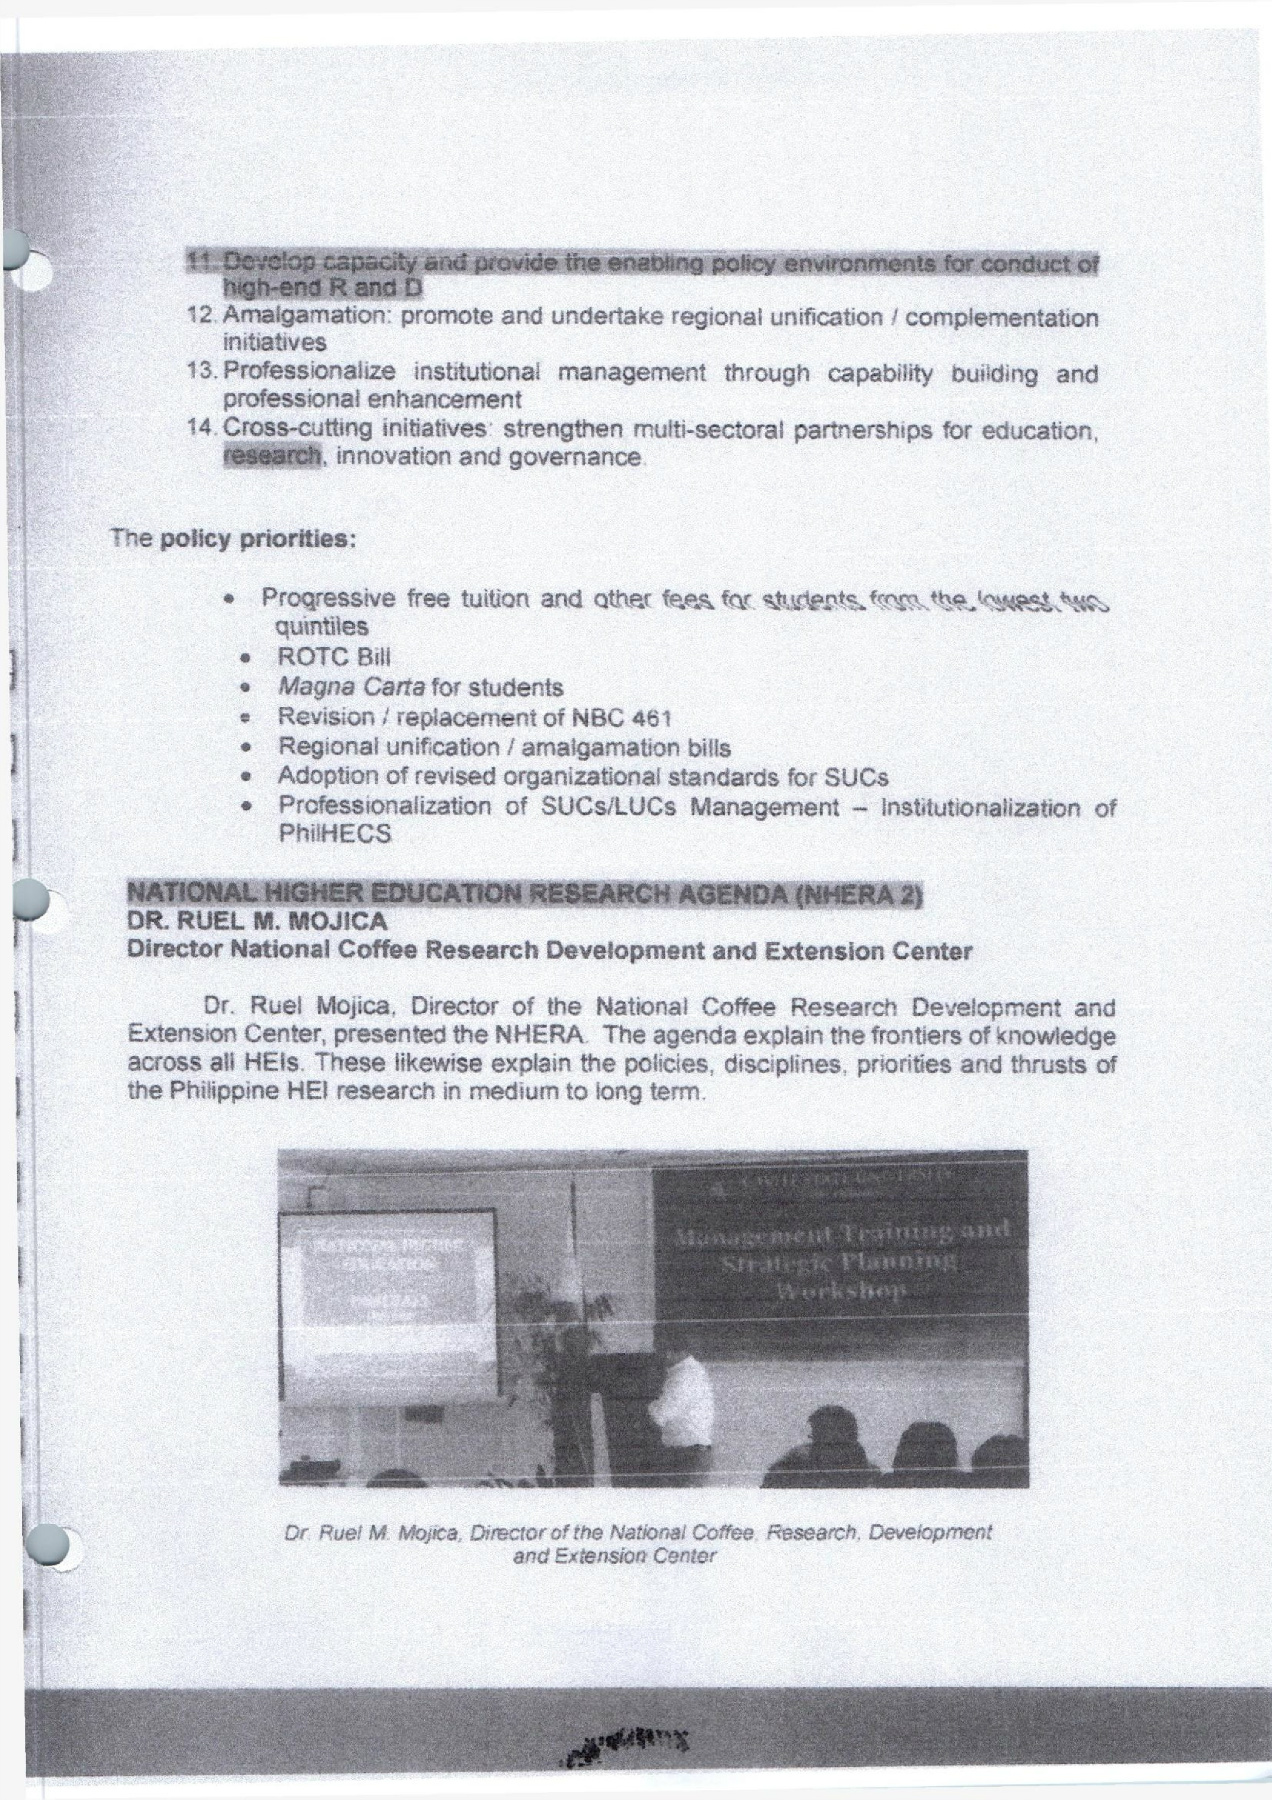 11. Develop capacity and provide the enabling policy environments for conduct of
high-end R and D
12. Amalgamation: promote and undertake regional unification / complementation
initiatives
13. Professionalize institutional management through capability building and
professional enhancement
14. Cross-cutting initiatives: strengthen multi-sectoral partnerships for education,
research, innovation and governance.
The policy priorities:
• Progressive free tuition and other fees for students from the lowest two
quintiles
• ROTC Bill
• Magna Carta for students
• Revision / replacement of NBC 461
• Regional unification / amalgamation bills
• Adoption of revised organizational standards for SUCs
• Professionalization of SUCs/LUCs Management – Institutionalization of
PhilHECS
NATIONAL HIGHER EDUCATION RESEARCH AGENDA (NHERA 2)
DR. RUEL M. MOJICA
Director National Coffee Research Development and Extension Center
Dr. Ruel Mojica, Director of the National Coffee Research Development and
Extension Center, presented the NHERA. The agenda explain the frontiers of knowledge
across all HEIs. These likewise explain the policies, disciplines, priorities and thrusts of
the Philippine HEI research in medium to long term.
CAVITE STATE UNIVERSITY
Management Training and
Strategic Planning
Workshop
NATIONAL HIGHER
EDUCATION
Dr. Ruel M. Mojica, Director of the National Coffee, Research, Development
and Extension Center